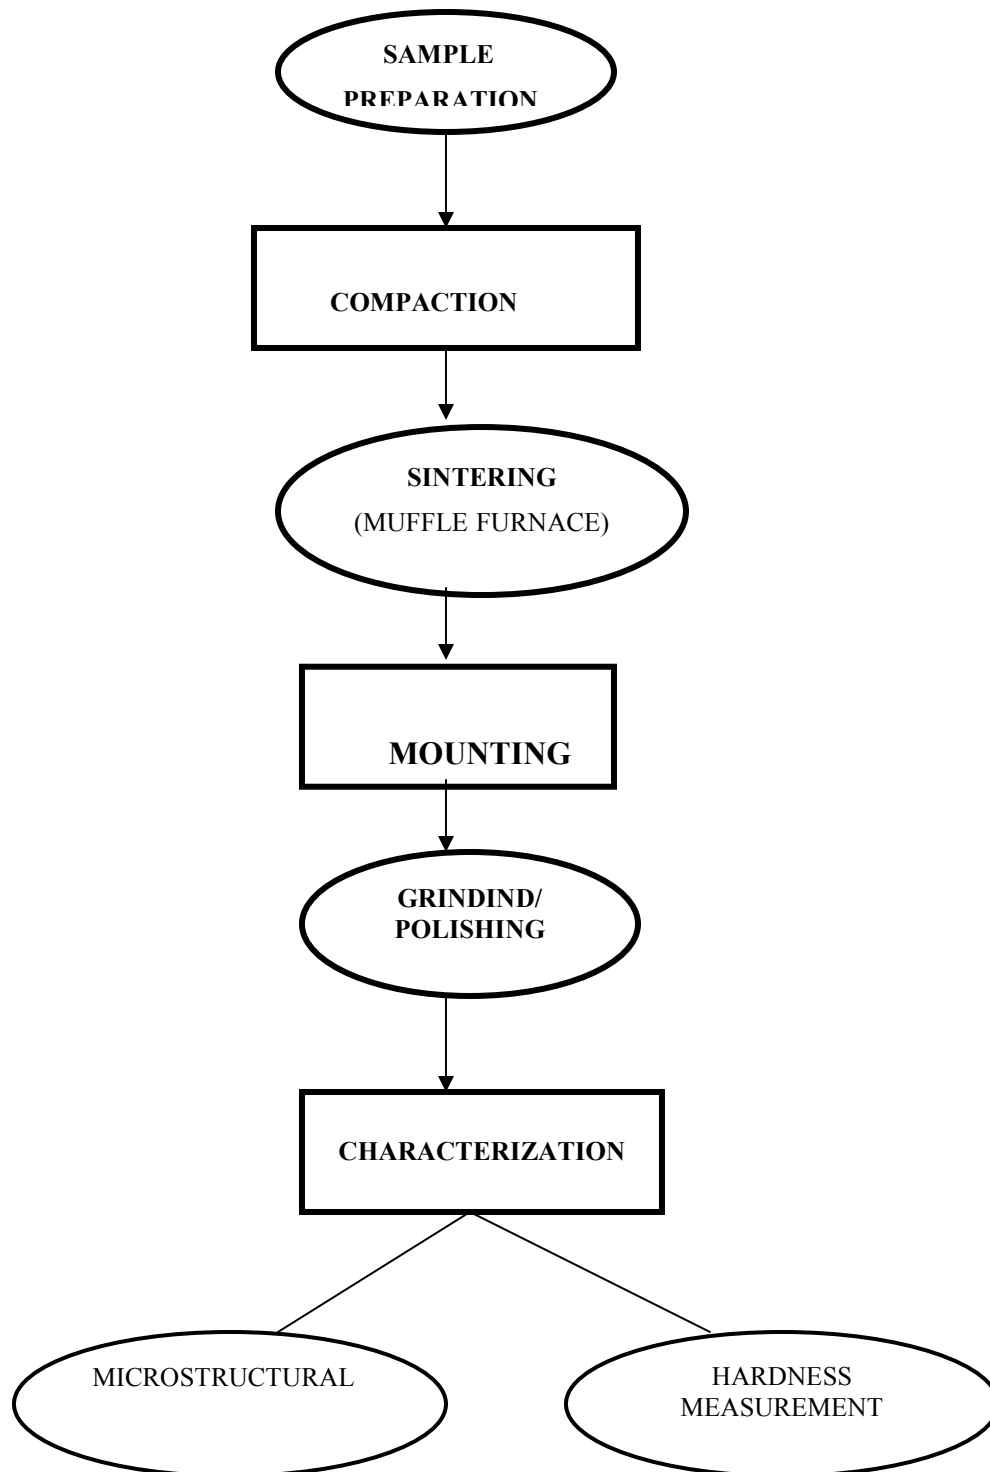 SAMPLE
PREPARATION
COMPACTION
SINTERING
(MUFFLE FURNACE)
MOUNTING
GRINDIND/
POLISHING
CHARACTERIZATION
MICROSTRUCTURAL
HARDNESS
MEASUREMENT